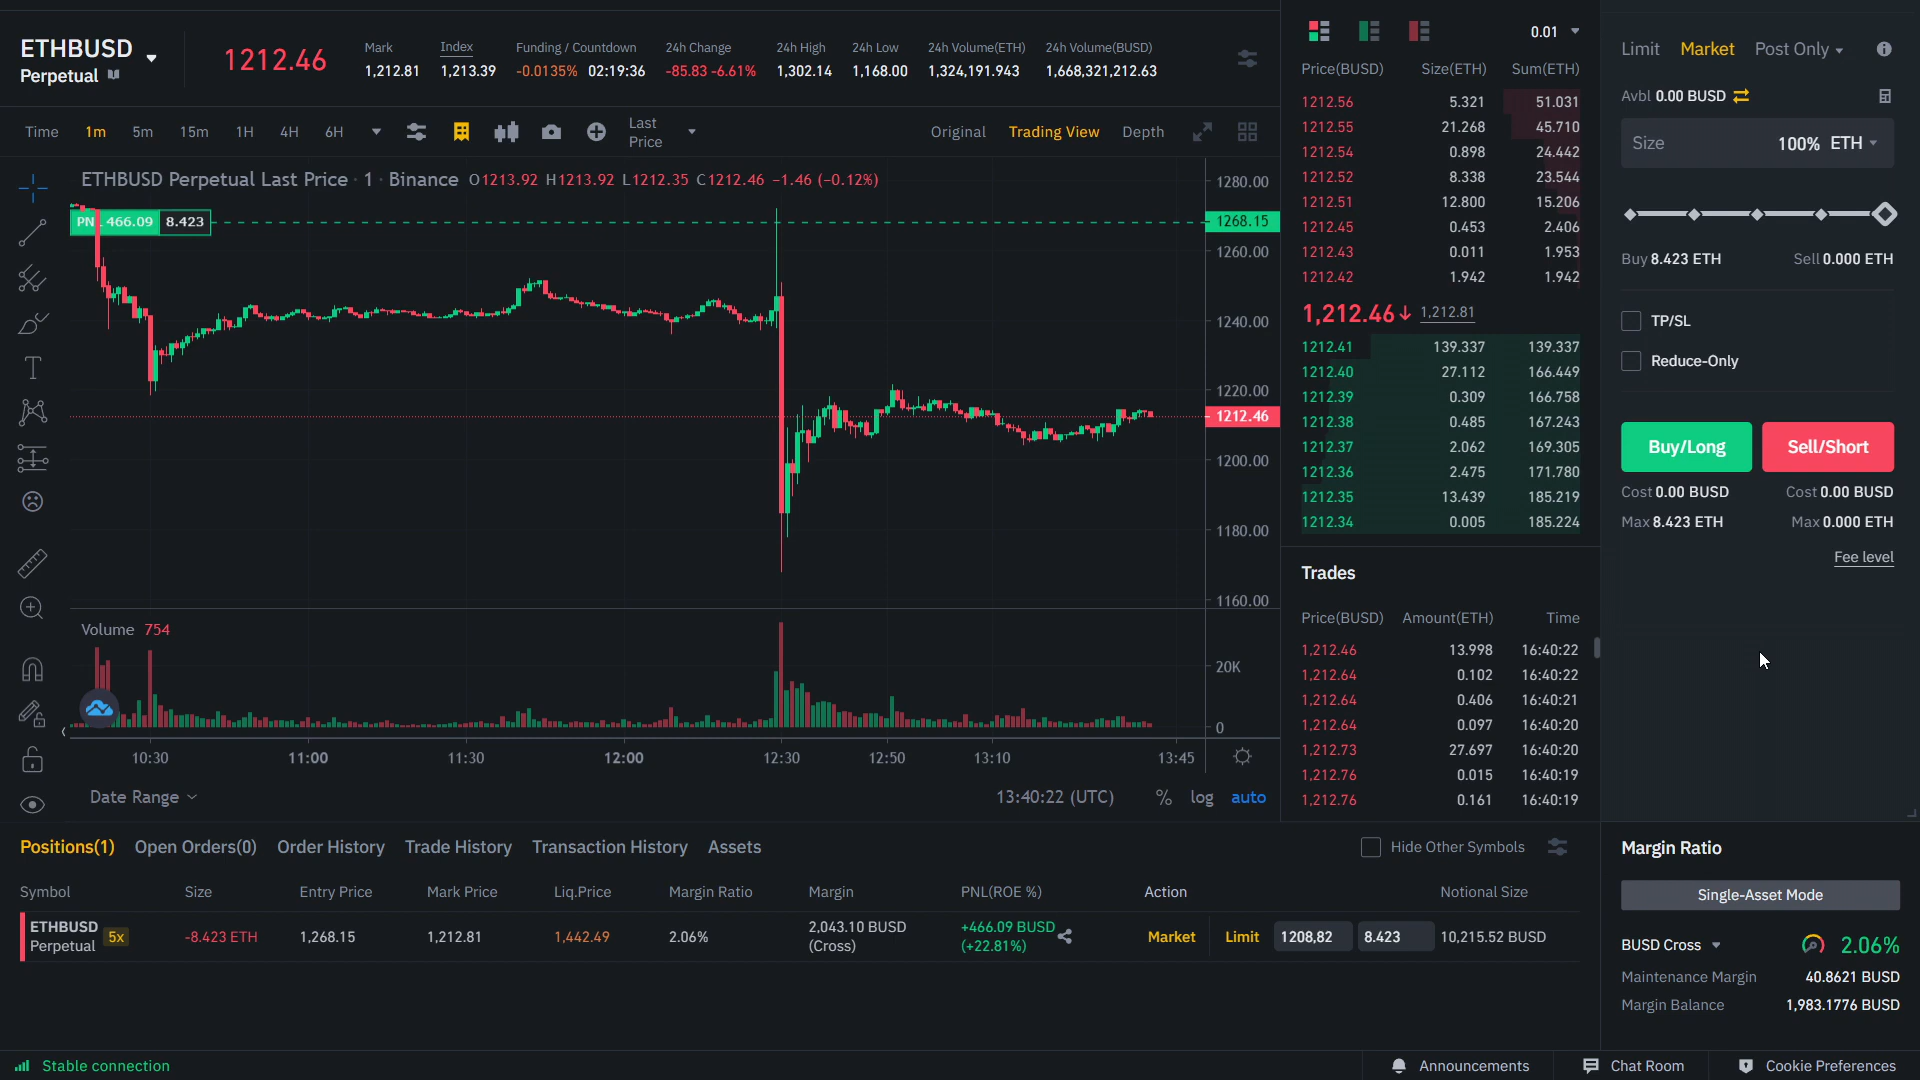 ETHBUSD
Perpetual
1212.46
Mark
1,212.81
Index
1,213.39
Funding / Countdown
-0.0135% 02:19:36
24h Change
-85.83 -6.61%
24h High
1,302.14
24h Low
1,168.00
24h Volume(ETH)
1,324,191.943
24h Volume(BUSD)
1,668,321,212.63
Time 1m 5m 15m 1H 4H 6H
Last Price
Original Trading View Depth
ETHBUSD Perpetual Last Price · 1 · Binance O1213.92 H1213.92 L1212.35 C1212.46 −1.46 (−0.12%)
466.09 8.423
1280.00
1268.15
1260.00
1240.00
1220.00
1212.46
1200.00
1180.00
1160.00
Volume 754
20K
0
10:30 11:00 11:30 12:00 12:30 12:50 13:10 13:45
Date Range
13:40:22 (UTC) % log auto
0.01
Price(BUSD) Size(ETH) Sum(ETH)
1212.56 5.321 51.031
1212.55 21.268 45.710
1212.54 0.898 24.442
1212.52 8.338 23.544
1212.51 12.800 15.206
1212.45 0.453 2.406
1212.43 0.011 1.953
1212.42 1.942 1.942
1,212.46↓ 1,212.81
1212.41 139.337 139.337
1212.40 27.112 166.449
1212.39 0.309 166.758
1212.38 0.485 167.243
1212.37 2.062 169.305
1212.36 2.475 171.780
1212.35 13.439 185.219
1212.34 0.005 185.224
Trades
Price(BUSD) Amount(ETH) Time
1,212.46 13.998 16:40:22
1,212.64 0.102 16:40:22
1,212.64 0.406 16:40:21
1,212.64 0.097 16:40:20
1,212.73 27.697 16:40:20
1,212.76 0.015 16:40:19
1,212.76 0.161 16:40:19
Limit Market Post Only
Avbl 0.00 BUSD
Size 100% ETH
Buy 8.423 ETH Sell 0.000 ETH
TP/SL
Reduce-Only
Buy/Long Sell/Short
Cost 0.00 BUSD Cost 0.00 BUSD
Max 8.423 ETH Max 0.000 ETH
Fee level
Positions(1) Open Orders(0) Order History Trade History Transaction History Assets
Hide Other Symbols
Symbol Size Entry Price Mark Price Liq.Price Margin Ratio Margin PNL(ROE %) Action Notional Size
ETHBUSD Perpetual 5x -8.423 ETH 1,268.15 1,212.81 1,442.49 2.06% 2,043.10 BUSD (Cross) +466.09 BUSD (+22.81%) Market Limit 1208,82 8.423 10,215.52 BUSD
Margin Ratio
Single-Asset Mode
BUSD Cross 2.06%
Maintenance Margin 40.8621 BUSD
Margin Balance 1,983.1776 BUSD
Stable connection
Announcements Chat Room Cookie Preferences